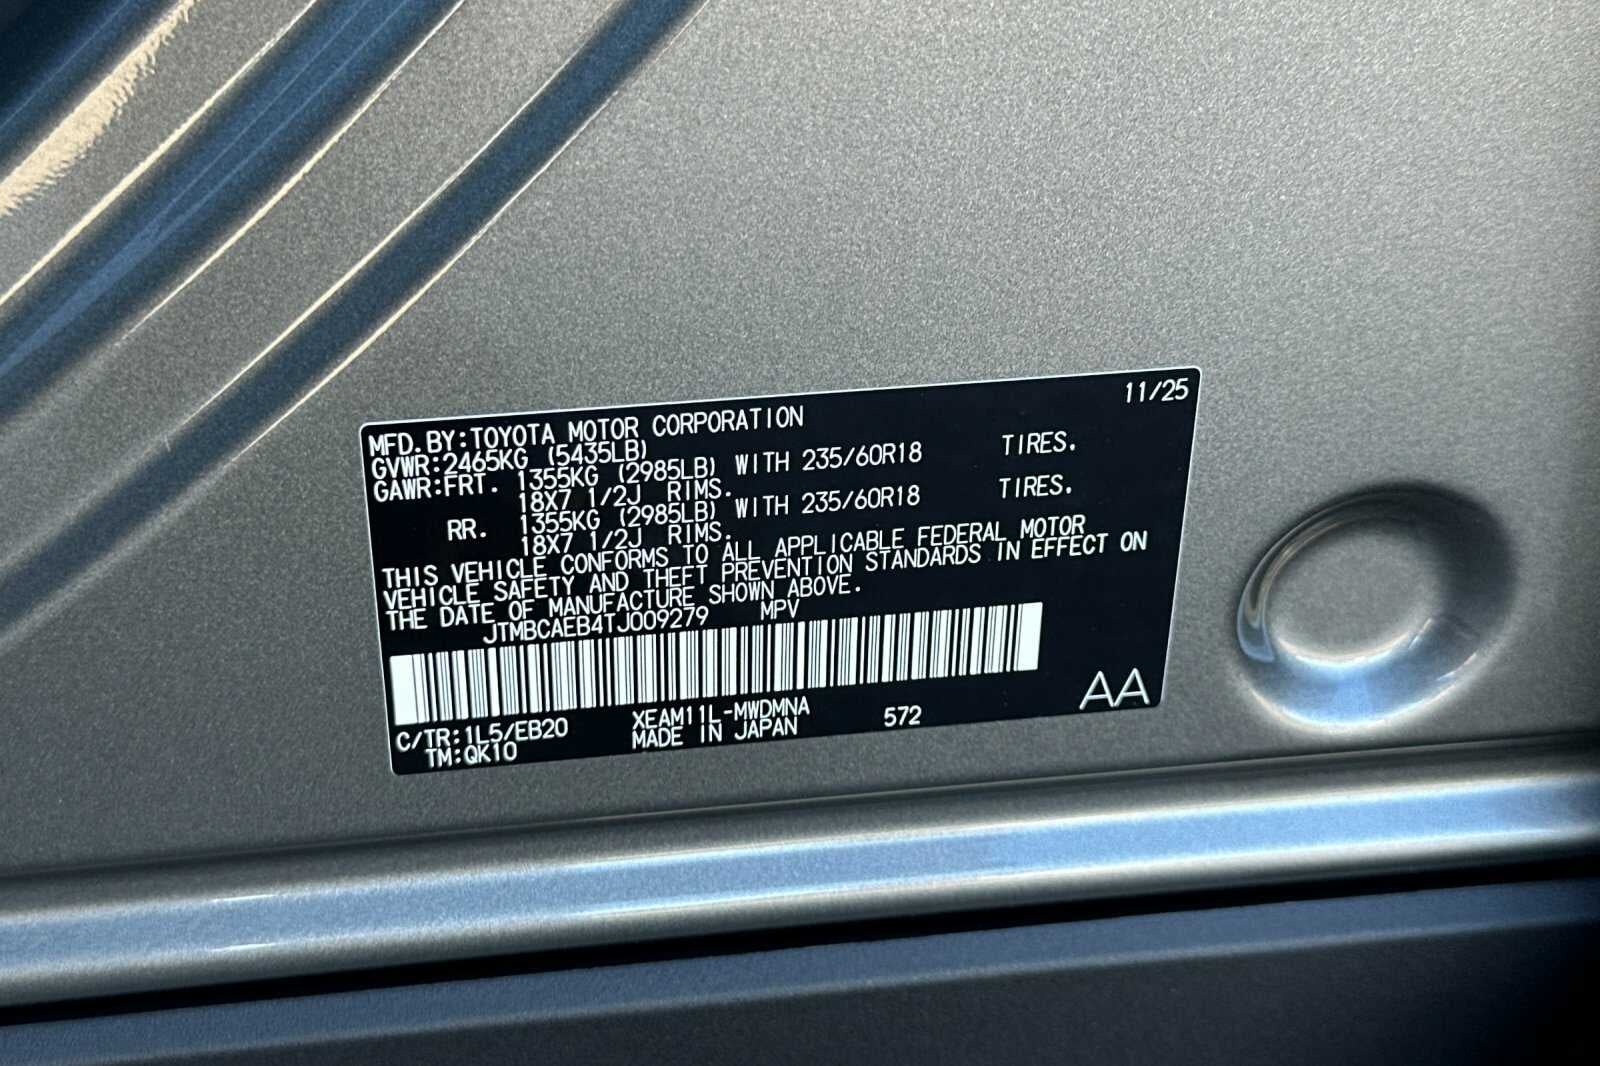 11/25
MFD.BY:TOYOTA MOTOR CORPORATION
GVWR:2465KG (5435LB)
GAWR:FRT. 1355KG (2985LB) WITH 235/60R18 TIRES.
18X7 1/2J RIMS.
RR. 1355KG (2985LB) WITH 235/60R18 TIRES.
18X7 1/2J RIMS.
THIS VEHICLE CONFORMS TO ALL APPLICABLE FEDERAL MOTOR
VEHICLE SAFETY AND THEFT PREVENTION STANDARDS IN EFFECT ON
THE DATE OF MANUFACTURE SHOWN ABOVE.
JTMBCAEB4TJ009279 MPV
C/TR:1L5/EB20 XEAM11L-MWDMNA 572 AA
TM:QK10 MADE IN JAPAN